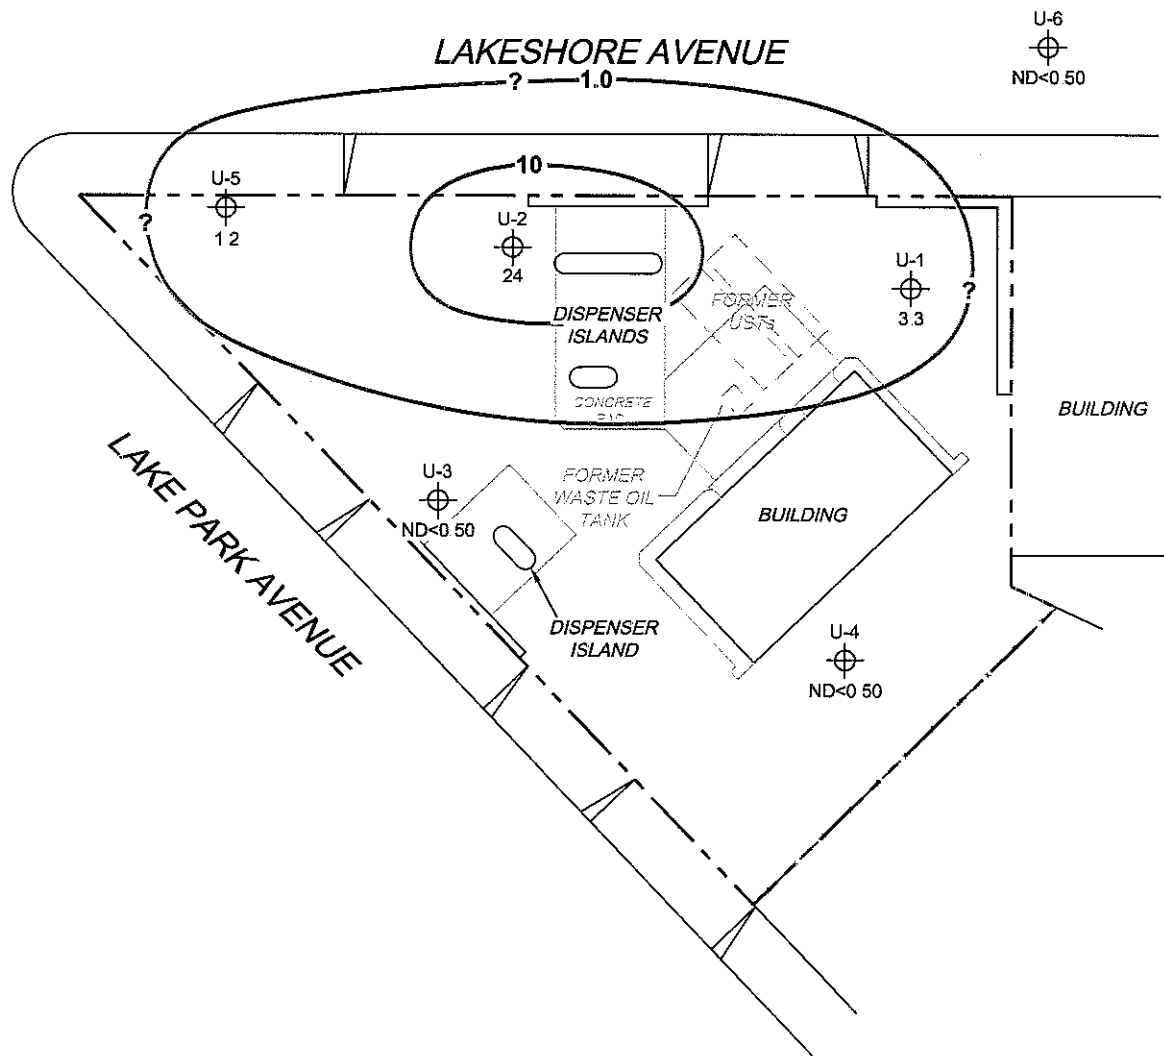 U-6
LAKESHORE AVENUE
ND<0.50
? 1.0
10
U-5
?
1 2
U-2
24
U-1
?
3.3
FORMER
USTs
DISPENSER
ISLANDS
CONCRETE
BUILDING
LAKE PARK AVENUE
U-3
ND<0 50
FORMER
WASTE OIL
TANK
BUILDING
DISPENSER
ISLAND
U-4
ND<0 50